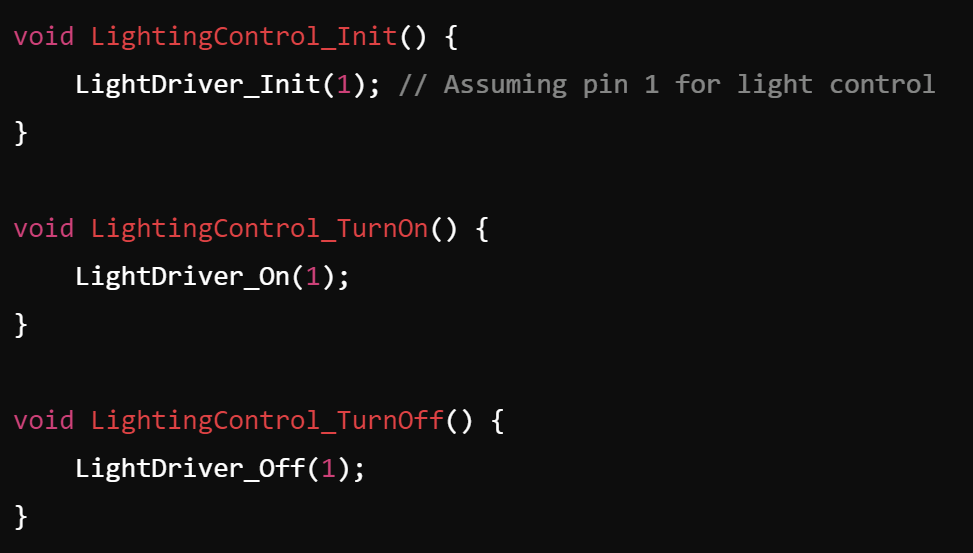 void LightingControl_Init() {
    LightDriver_Init(1); // Assuming pin 1 for light control
}
void LightingControl_TurnOn() {
    LightDriver_On(1);
}
void LightingControl_TurnOff() {
    LightDriver_Off(1);
}